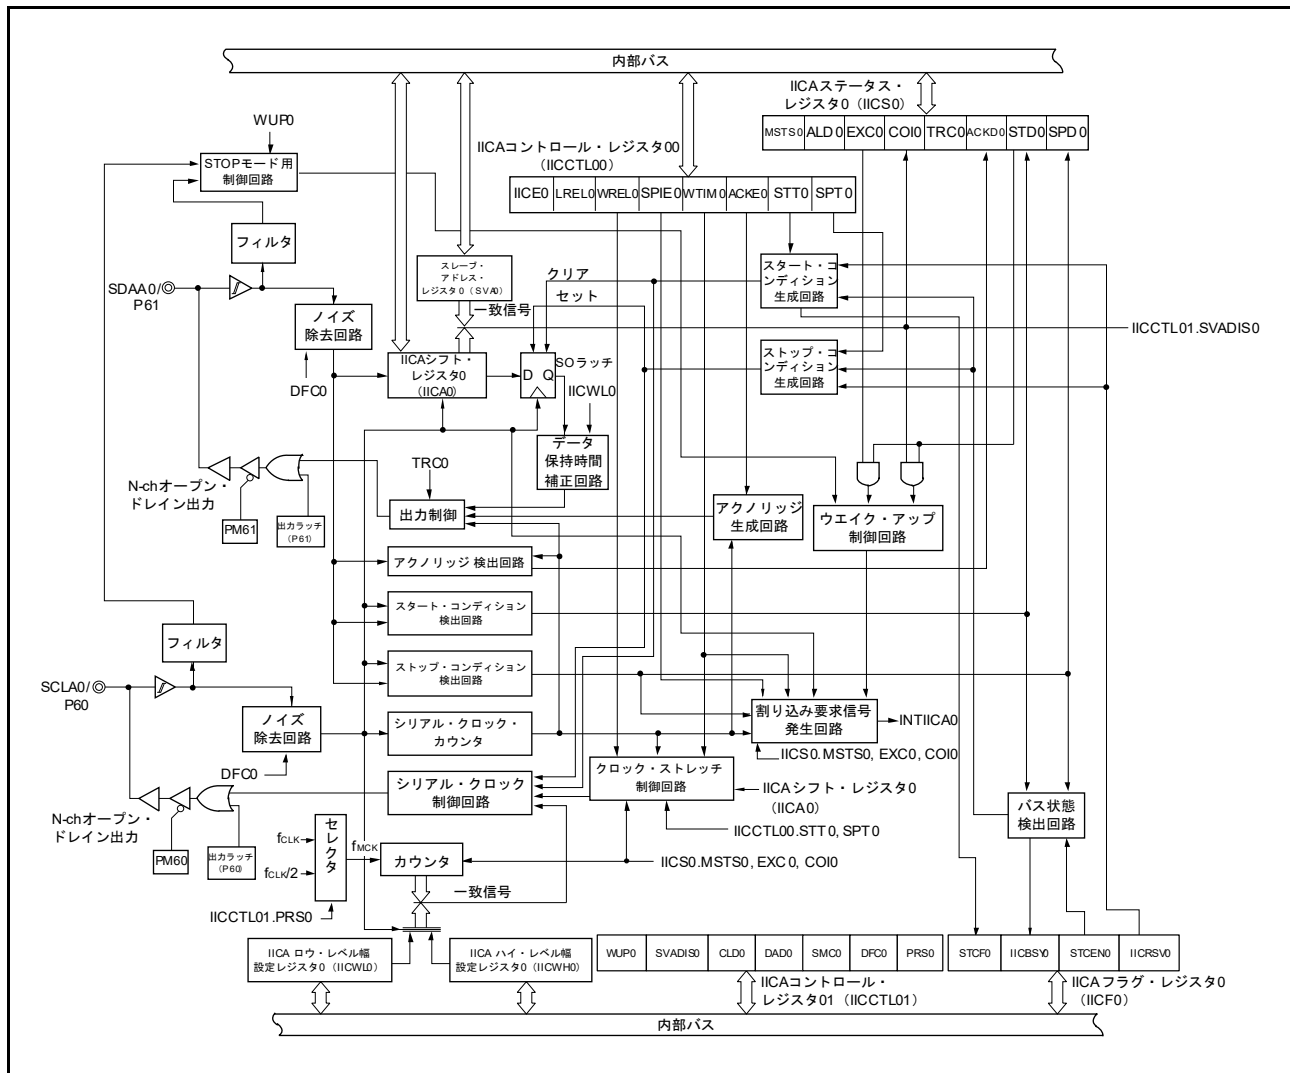 内部バス
IICAステータス・
レジスタ0（IICS0）
MSTS0 ALD0 EXC0 COI0 TRC0 ACKD0 STD0 SPD0
WUP0
STOPモード用
制御回路
IICAコントロール・レジスタ00
（IICCTL00）
IICE0 LREL0 WREL0 SPIE0 WTIM0 ACKE0 STT0 SPT0
フィルタ
スレーブ・
アドレス・
レジスタ0（SVA0）
クリア
セット
スタート・コ
ンディション
生成回路
SDAA0/
P61
ノイズ
除去回路
一致信号
IICCTL01.SVADIS0
DFC0
IICAシフト・
レジスタ0
（IICA0）
D Q
SOラッチ
IICWL0
ストップ・コ
ンディション
生成回路
データ
保持時間
補正回路
TRC0
N-chオープン・
ドレイン出力
PM61
出力ラッチ
（P61）
出力制御
アクノリッジ
生成回路
ウエイク・アップ
制御回路
アクノリッジ 検出回路
スタート・コンディション
検出回路
フィルタ
ストップ・コンディション
検出回路
SCLA0/
P60
ノイズ
除去回路
DFC0
シリアル・クロック・
カウンタ
割り込み要求信号
発生回路
INTIICA0
IICS0.MSTS0, EXC0, COI0
シリアル・クロック
制御回路
クロック・ストレッチ
制御回路
IICAシフト・レジスタ0
（IICA0）
IICCTL00.STT0, SPT0
バス状態
検出回路
N-chオープン・
ドレイン出力
PM60
出力ラッチ
（P60）
fCLK
fCLK/2
セレクタ
fMCK
カウンタ
IICS0.MSTS0, EXC0, COI0
一致信号
IICCTL01.PRS0
IICA ロウ・レベル幅
設定レジスタ0（IICWL0）
IICA ハイ・レベル幅
設定レジスタ0（IICWH0）
WUP0 SVADIS0 CLD0 DAD0 SMC0 DFC0 PRS0
STCF0 IICBSY0 STCEN0 IICRSV0
IICAコントロール・
レジスタ01（IICCTL01）
IICAフラグ・レジスタ0
（IICF0）
内部バス